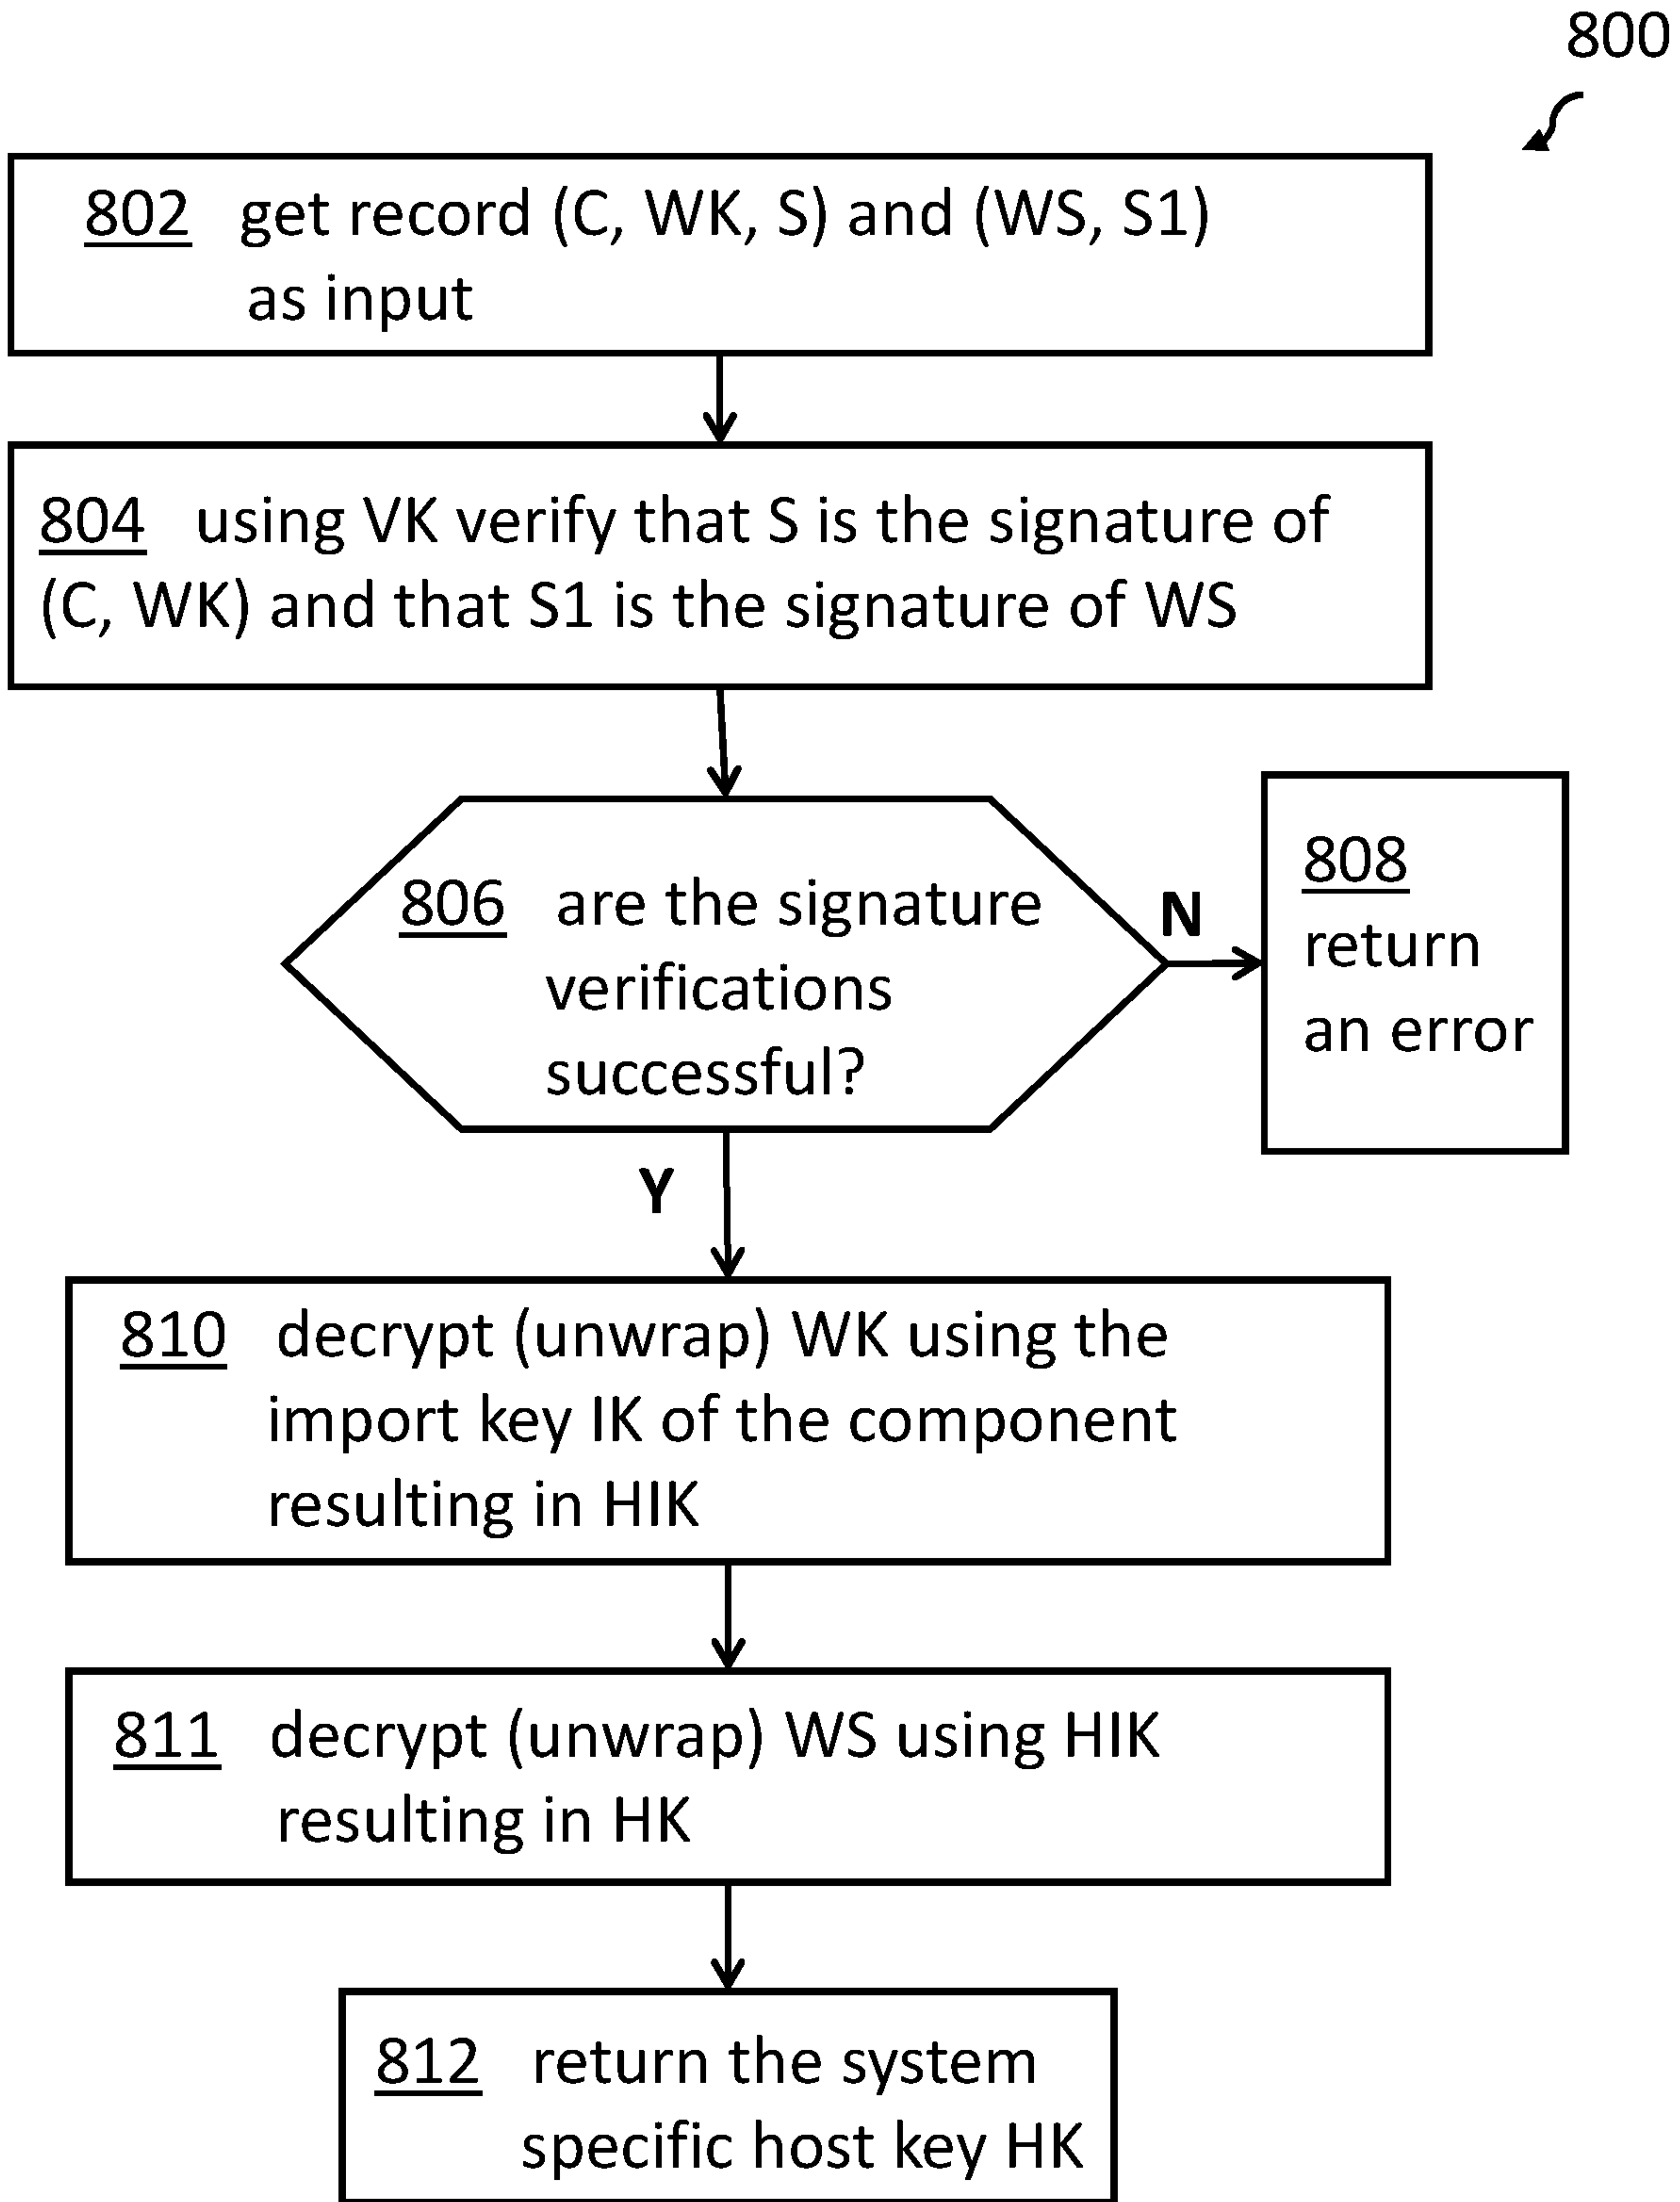 800
802 get record (C, WK, S) and (WS, S1)
as input
804 using VK verify that S is the signature of
(C, WK) and that S1 is the signature of WS
806 are the signature
verifications
successful?
N
808
return
an error
Y
810 decrypt (unwrap) WK using the
import key IK of the component
resulting in HIK
811 decrypt (unwrap) WS using HIK
resulting in HK
812 return the system
specific host key HK